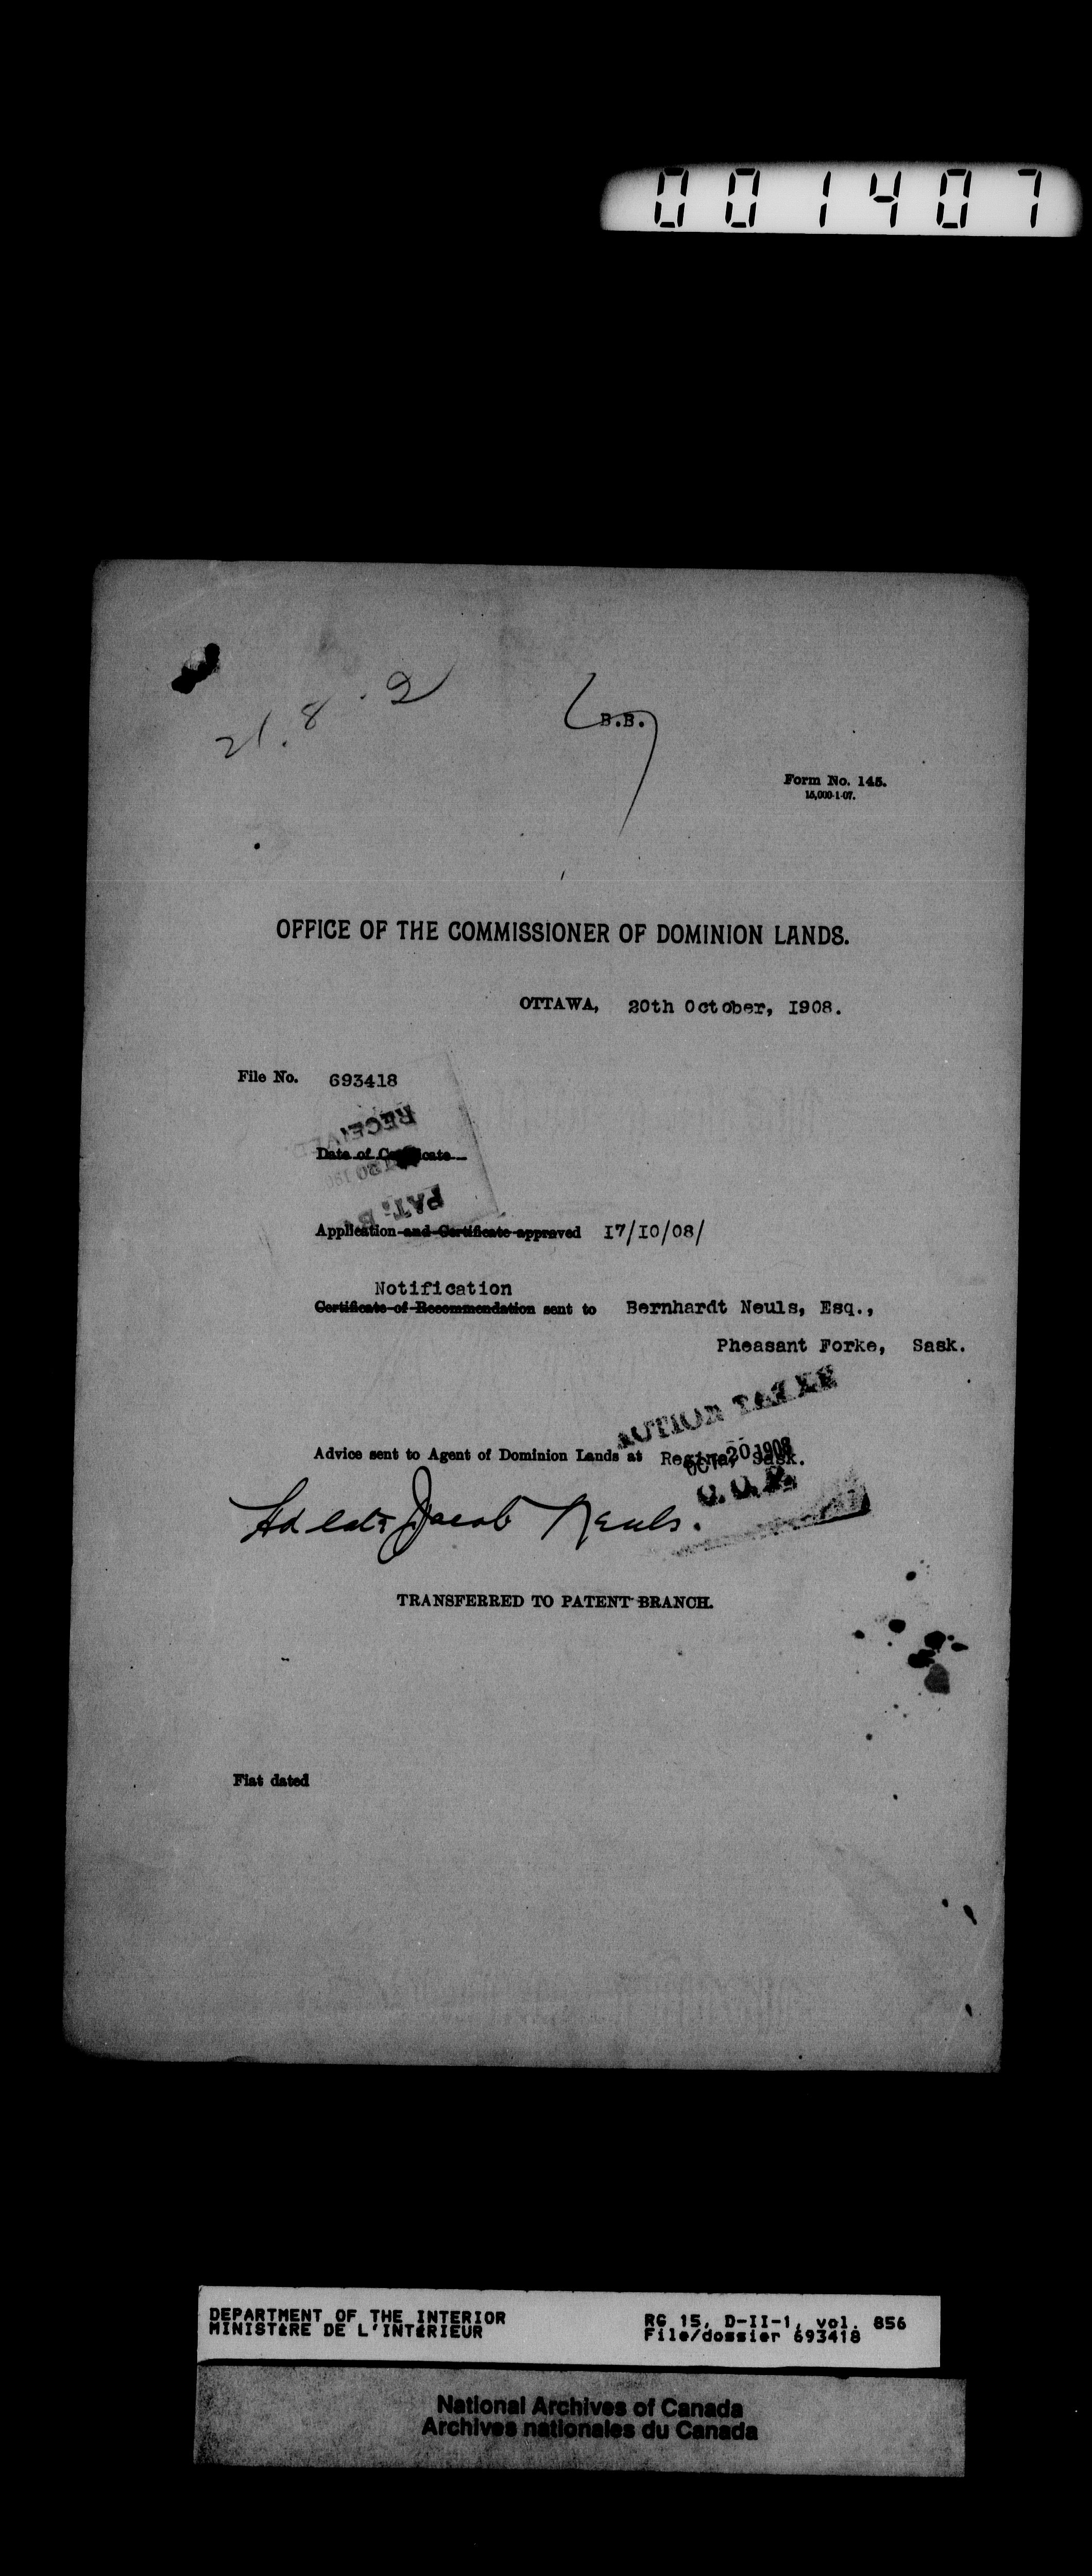 001407
21.8.2
B.B.
Form No. 145.
15,000-1-07.
OFFICE OF THE COMMISSIONER OF DOMINION LANDS.
OTTAWA, 20th October, 1908.
File No. 693418
RECEIVED
Date of Certificate
PAT. B
Application and Certificate approved 17/10/08/
Notification
Certificate of Recommendation sent to Bernhardt Neuls, Esq.,
Pheasant Forke, Sask.
ACTION TAKEN
Advice sent to Agent of Dominion Lands at Regina, Sask.
OCT 20 1908
Jacob Neuls.
TRANSFERRED TO PATENT BRANCH.
Fiat dated
DEPARTMENT OF THE INTERIOR
MINISTÈRE DE L'INTÉRIEUR
RG 15, D-II-1, vol. 856
File/dossier 693418
National Archives of Canada
Archives nationales du Canada